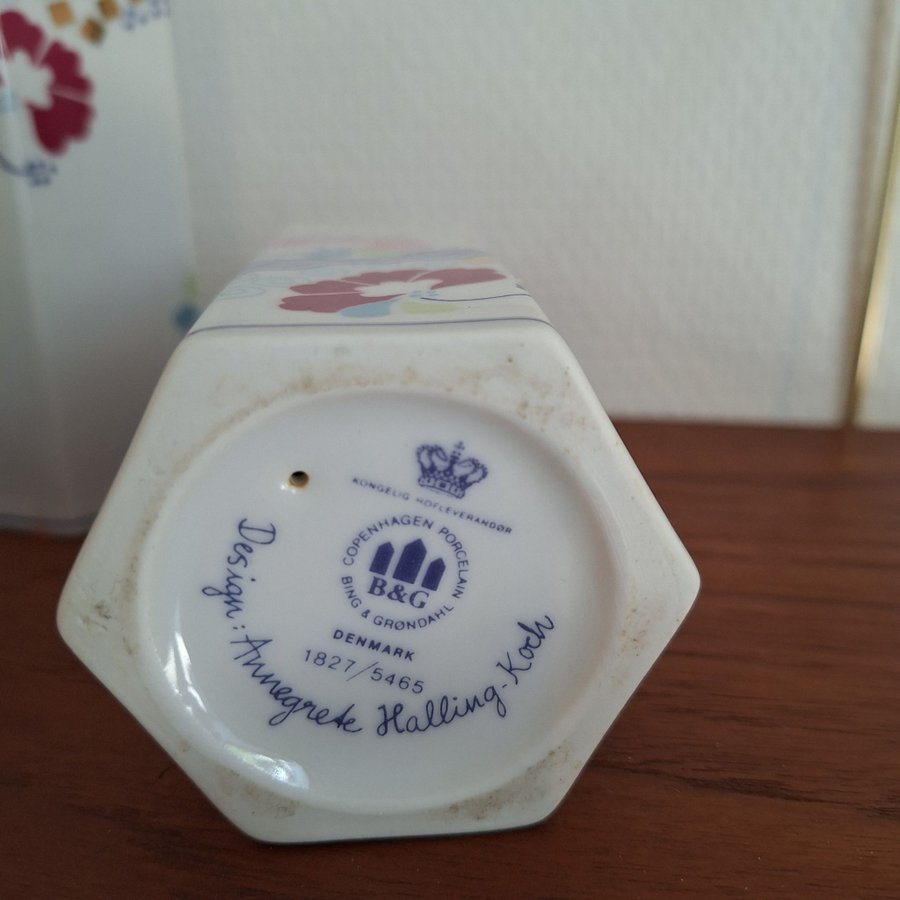 KONGELIG HOFLEVERANDØR
COPENHAGEN PORCELAIN
B&G
BING & GRØNDAHL
DENMARK
1827/5465
Design: Annegrete Halling-Koch